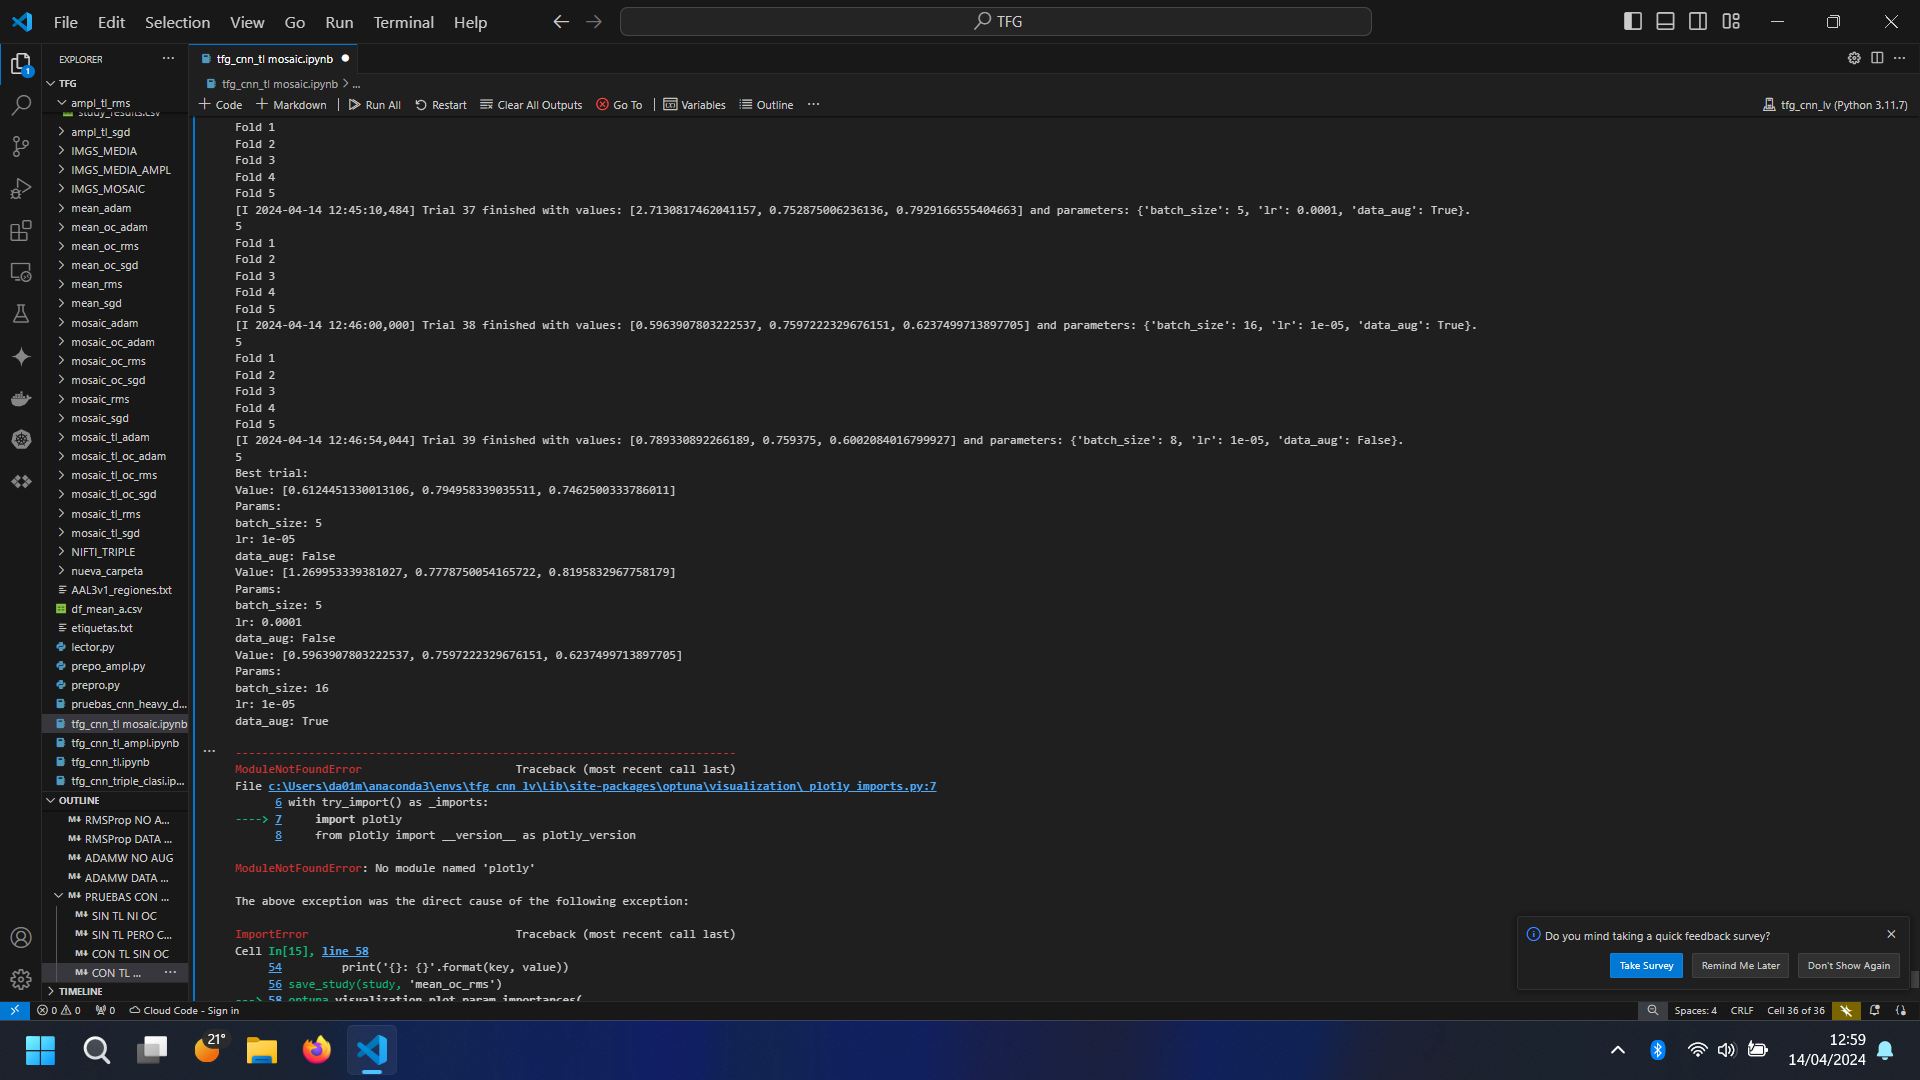 File Edit Selection View Go Run Terminal Help
TFG
EXPLORER
tfg_cnn_tl mosaic.ipynb
TFG
tfg_cnn_tl mosaic.ipynb > ...
ampl_tl_rms
Code Markdown Run All Restart Clear All Outputs Go To Variables Outline ...
tfg_cnn_lv (Python 3.11.7)
study_results.csv
ampl_tl_sgd
IMGS_MEDIA
IMGS_MEDIA_AMPL
IMGS_MOSAIC
mean_adam
mean_oc_adam
mean_oc_rms
mean_oc_sgd
mean_rms
mean_sgd
mosaic_adam
mosaic_oc_adam
mosaic_oc_rms
mosaic_oc_sgd
mosaic_rms
mosaic_sgd
mosaic_tl_adam
mosaic_tl_oc_adam
mosaic_tl_oc_rms
mosaic_tl_oc_sgd
mosaic_tl_rms
mosaic_tl_sgd
NIFTI_TRIPLE
nueva_carpeta
AAL3v1_regiones.txt
df_mean_a.csv
etiquetas.txt
lector.py
prepo_ampl.py
prepro.py
pruebas_cnn_heavy_d...
tfg_cnn_tl mosaic.ipynb
tfg_cnn_tl_ampl.ipynb
tfg_cnn_tl.ipynb
tfg_cnn_triple_clasi.ip...
OUTLINE
RMSProp NO A...
RMSProp DATA ...
ADAMW NO AUG
ADAMW DATA ...
PRUEBAS CON ...
SIN TL NI OC
SIN TL PERO C...
CON TL SIN OC
CON TL ...
TIMELINE
Fold 1
Fold 2
Fold 3
Fold 4
Fold 5
[I 2024-04-14 12:45:10,484] Trial 37 finished with values: [2.7130817462041157, 0.752875006236136, 0.7929166555404663] and parameters: {'batch_size': 5, 'lr': 0.0001, 'data_aug': True}.
5
Fold 1
Fold 2
Fold 3
Fold 4
Fold 5
[I 2024-04-14 12:46:00,000] Trial 38 finished with values: [0.5963907803222537, 0.7597222329676151, 0.6237499713897705] and parameters: {'batch_size': 16, 'lr': 1e-05, 'data_aug': True}.
5
Fold 1
Fold 2
Fold 3
Fold 4
Fold 5
[I 2024-04-14 12:46:54,044] Trial 39 finished with values: [0.789330892266189, 0.759375, 0.6002084016799927] and parameters: {'batch_size': 8, 'lr': 1e-05, 'data_aug': False}.
5
Best trial:
Value: [0.6124451330013106, 0.794958339035511, 0.7462500333786011]
Params:
batch_size: 5
lr: 1e-05
data_aug: False
Value: [1.269953339381027, 0.7778750054165722, 0.8195832967758179]
Params:
batch_size: 5
lr: 0.0001
data_aug: False
Value: [0.5963907803222537, 0.7597222329676151, 0.6237499713897705]
Params:
batch_size: 16
lr: 1e-05
data_aug: True
---------------------------------------------------------------------------
ModuleNotFoundError Traceback (most recent call last)
File c:\Users\da01m\anaconda3\envs\tfg_cnn_lv\Lib\site-packages\optuna\visualization\_plotly_imports.py:7
6 with try_import() as _imports:
----> 7 import plotly
8 from plotly import __version__ as plotly_version
ModuleNotFoundError: No module named 'plotly'
The above exception was the direct cause of the following exception:
ImportError Traceback (most recent call last)
Cell In[15], line 58
54 print('{}: {}'.format(key, value))
56 save_study(study, 'mean_oc_rms')
---> 58 optuna.visualization.plot_param_importances(
Do you mind taking a quick feedback survey?
Take Survey Remind Me Later Don't Show Again
0 0 0 Cloud Code - Sign in
Spaces: 4 CRLF Cell 36 of 36
21°
12:59
14/04/2024